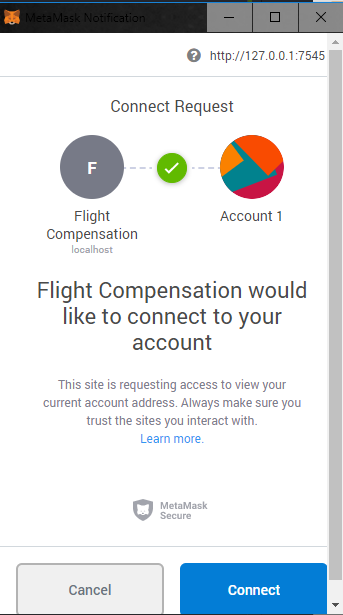 MetaMask Notification
? http://127.0.0.1:7545
Connect Request
F
Flight
Compensation
localhost
Account 1
Flight Compensation would
like to connect to your
account
This site is requesting access to view your
current account address. Always make sure you
trust the sites you interact with.
Learn more.
MetaMask
Secure
Cancel
Connect